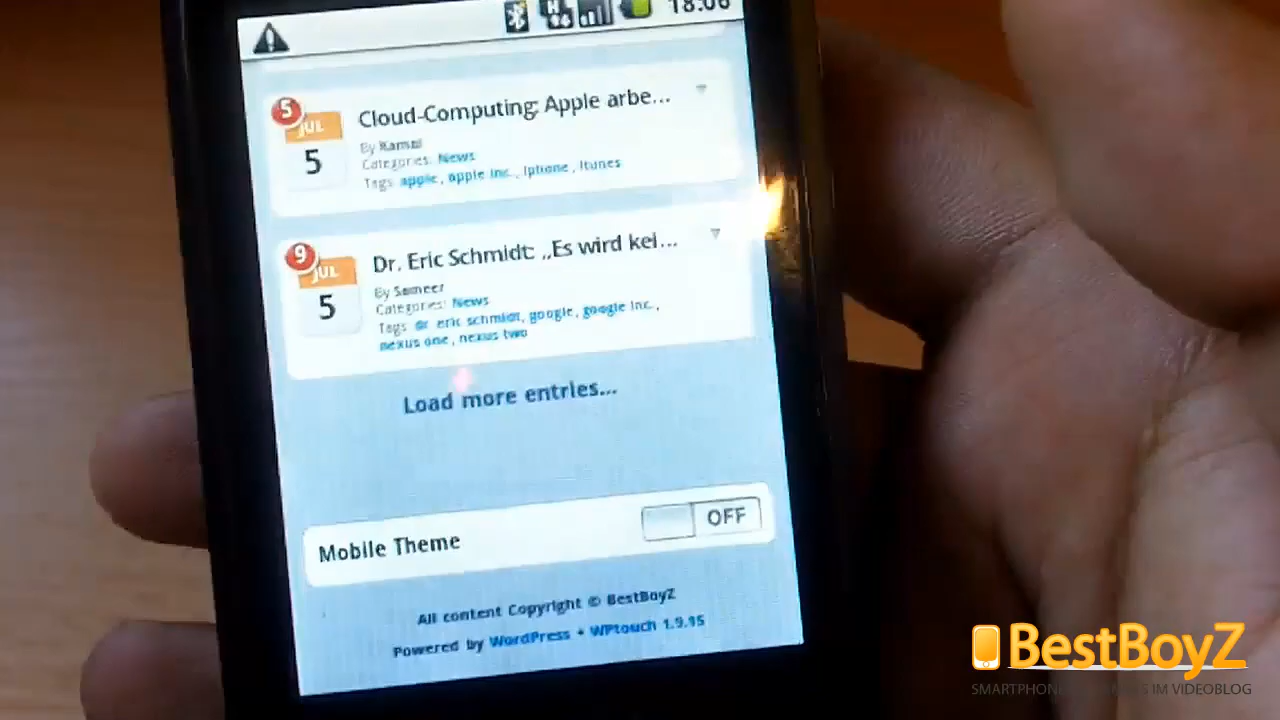 18:06
5
JUL
5
Cloud-Computing: Apple arbe...
By Kamal
Categories: News
Tags: apple, apple inc., iphone, itunes
9
JUL
5
Dr. Eric Schmidt: „Es wird kei...
By Sameer
Categories: News
Tags: dr. eric schmidt, google, google inc.,
nexus one, nexus two
Load more entries...
Mobile Theme
OFF
All content Copyright © BestBoyZ
Powered by WordPress + WPtouch 1.9.15
BestBoyZ
IM VIDEOBLOG